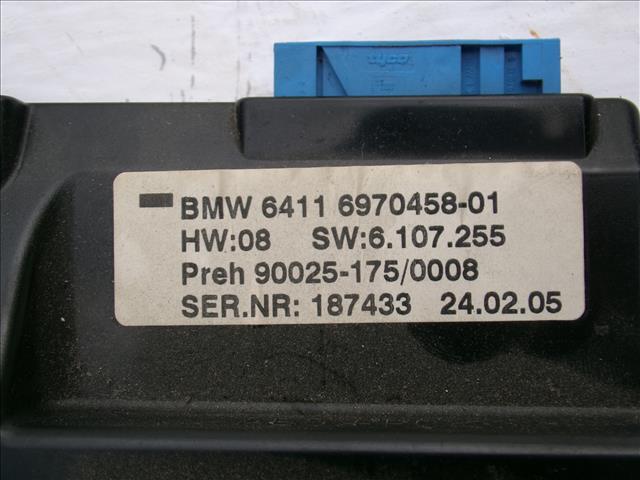 tyco
BMW 6411 6970458-01
HW:08 SW:6.107.255
Preh 90025-175/0008
SER.NR: 187433 24.02.05